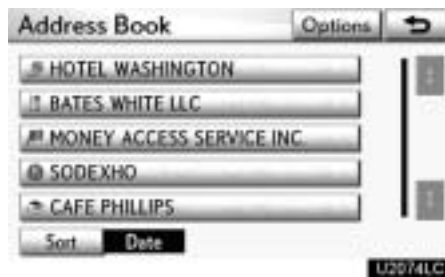 Address Book Options
HOTEL WASHINGTON
BATES WHITE LLC
MONEY ACCESS SERVICE INC.
SODEXHO
CAFE PHILLIPS
Sort Date
U2074LC